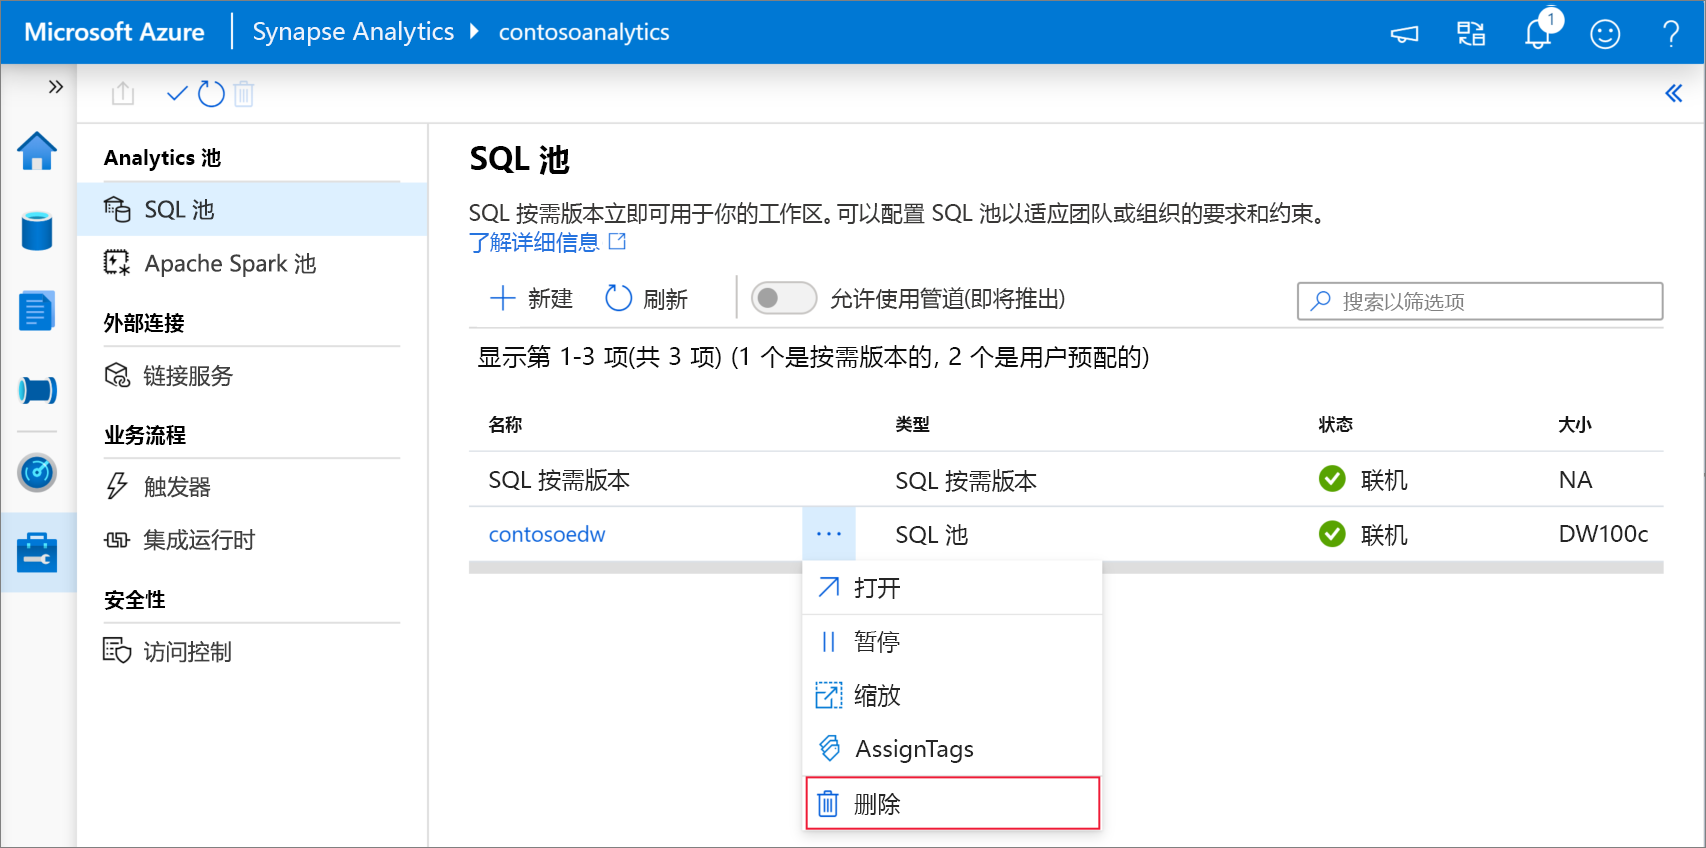 Microsoft Azure Synapse Analytics contosoanalytics 1
Analytics 池
SQL 池
Apache Spark 池
外部连接
链接服务
业务流程
触发器
集成运行时
安全性
访问控制
SQL 池
SQL 按需版本立即可用于你的工作区。可以配置 SQL 池以适应团队或组织的要求和约束。
了解详细信息
新建 刷新 允许使用管道(即将推出) 搜索以筛选项
显示第 1-3 项(共 3 项) (1 个是按需版本的, 2 个是用户预配的)
名称 类型 状态 大小
SQL 按需版本 SQL 按需版本 联机 NA
contosoedw ··· SQL 池 联机 DW100c
打开
暂停
缩放
AssignTags
删除